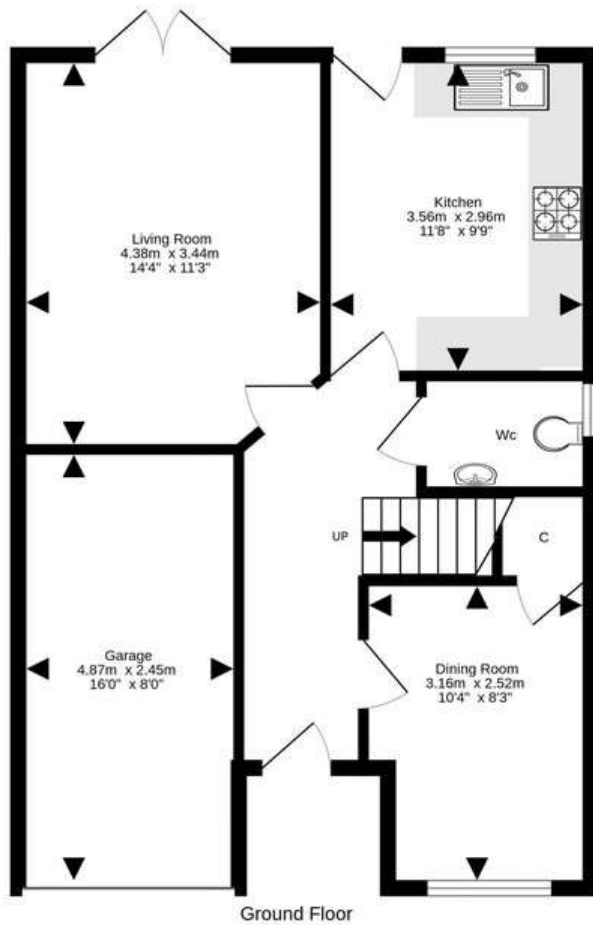 Kitchen
3.56m x 2.96m
11'8" x 9'9"
Living Room
4.38m x 3.44m
14'4" x 11'3"
Wc
UP
C
Garage
4.87m x 2.45m
16'0" x 8'0"
Dining Room
3.16m x 2.52m
10'4" x 8'3"
Ground Floor